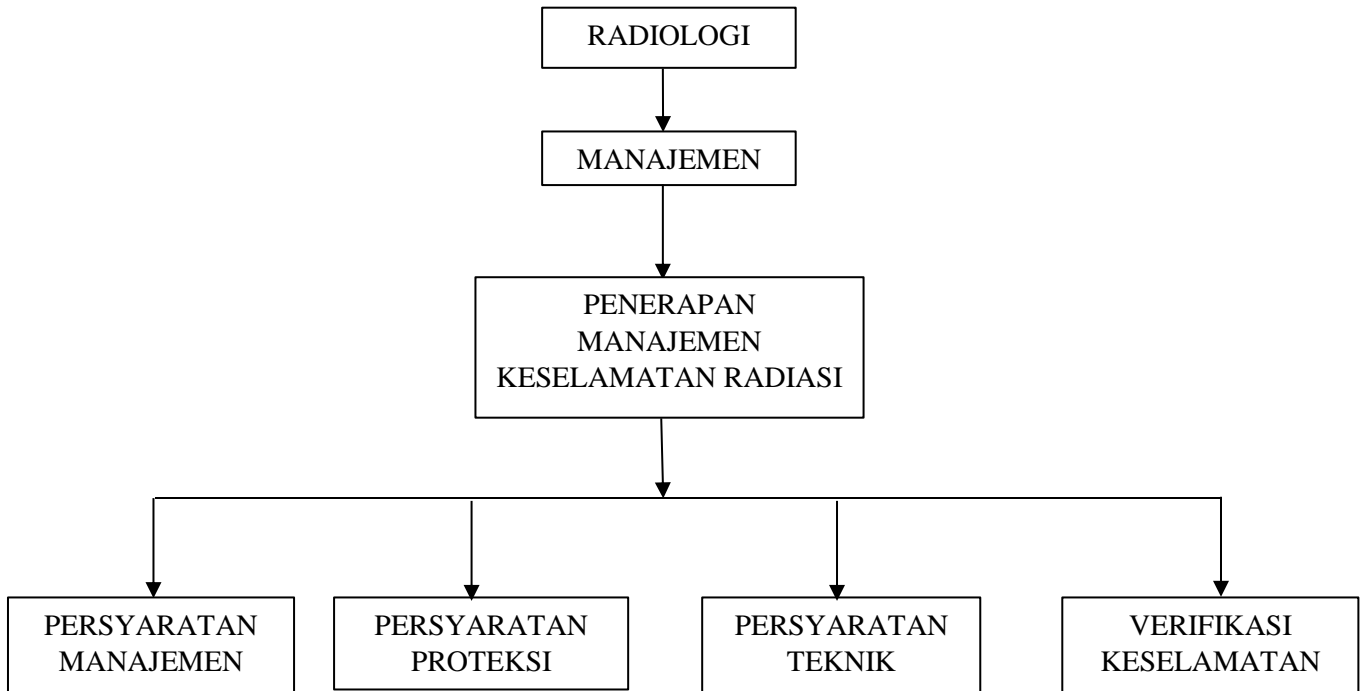 RADIOLOGI
MANAJEMEN
PENERAPAN
MANAJEMEN
KESELAMATAN RADIASI
PERSYARATAN
MANAJEMEN
PERSYARATAN
PROTEKSI
PERSYARATAN
TEKNIK
VERIFIKASI
KESELAMATAN